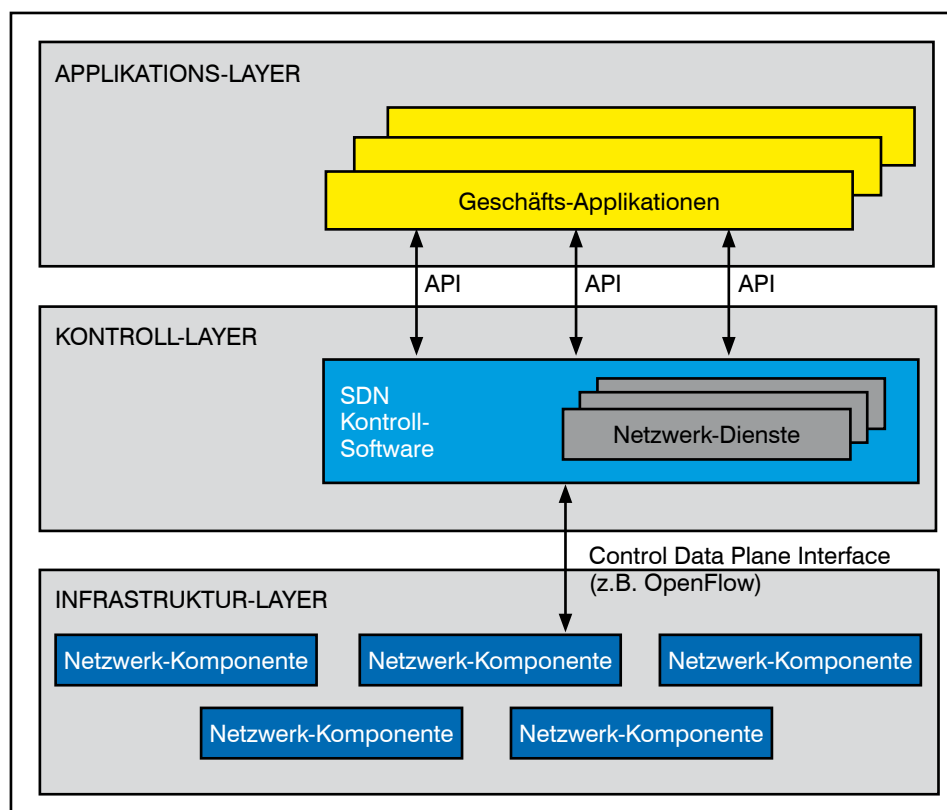 APPLIKATIONS-LAYER
Geschäfts-Applikationen
API
API
API
KONTROLL-LAYER
SDN
Kontroll-
Software
Netzwerk-Dienste
Control Data Plane Interface
(z.B. OpenFlow)
INFRASTRUKTUR-LAYER
Netzwerk-Komponente
Netzwerk-Komponente
Netzwerk-Komponente
Netzwerk-Komponente
Netzwerk-Komponente